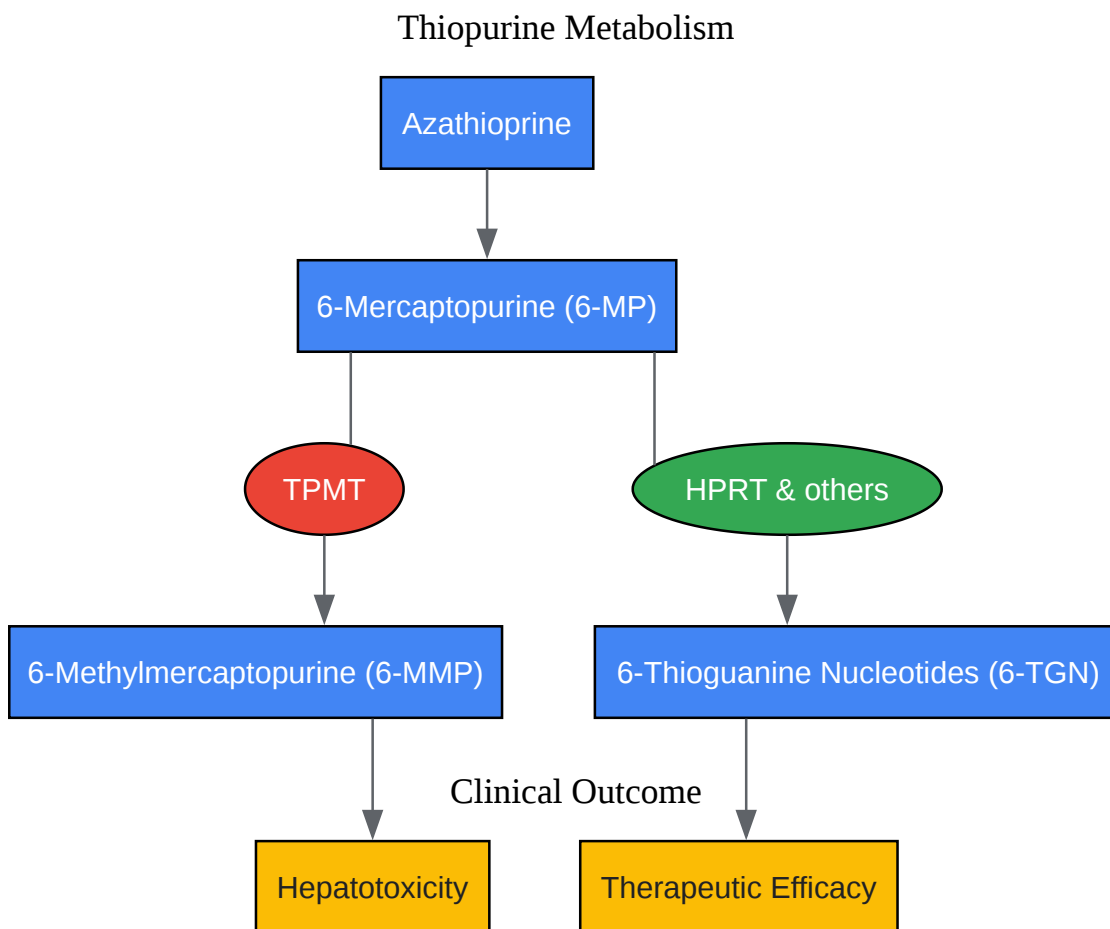 Thiopurine Metabolism
Azathioprine
6-Mercaptopurine (6-MP)
TPMT
HPRT & others
6-Methylmercaptopurine (6-MMP)
6-Thioguanine Nucleotides (6-TGN)
Clinical Outcome
Hepatotoxicity
Therapeutic Efficacy